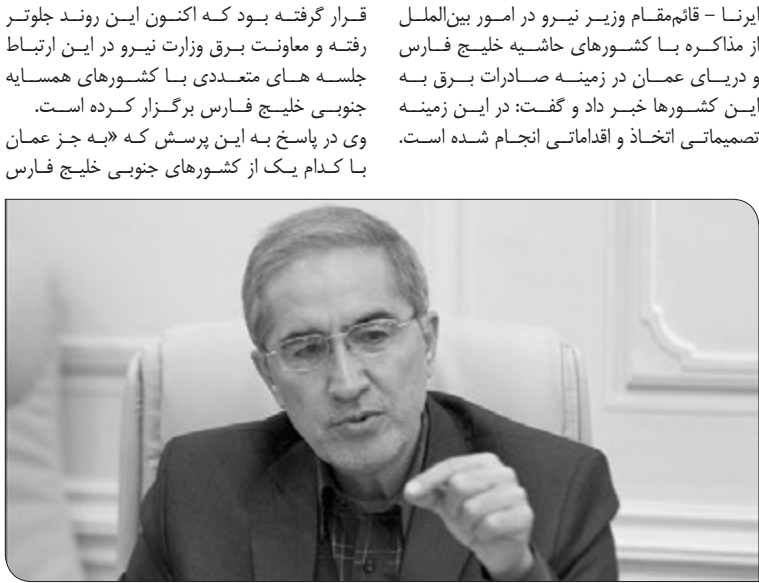 ایرنا – قائم‌مقام وزیر نیرو در امور بین‌الملل
از مذاکره با کشورهای حاشیه خلیج فارس
و دریای عمان در زمینه صادرات برق به
این کشورها خبر داد و گفت: در این زمینه
تصمیماتی اتخاذ و اقداماتی انجام شده است.
قرار گرفته بود که اکنون این روند جلوتر
رفته و معاونت برق وزارت نیرو در این ارتباط
جلسه های متعددی با کشورهای همسایه
جنوبی خلیج فارس برگزار کرده است.
وی در پاسخ به این پرسش که «به جز عمان
با کدام یک از کشورهای جنوبی خلیج فارس